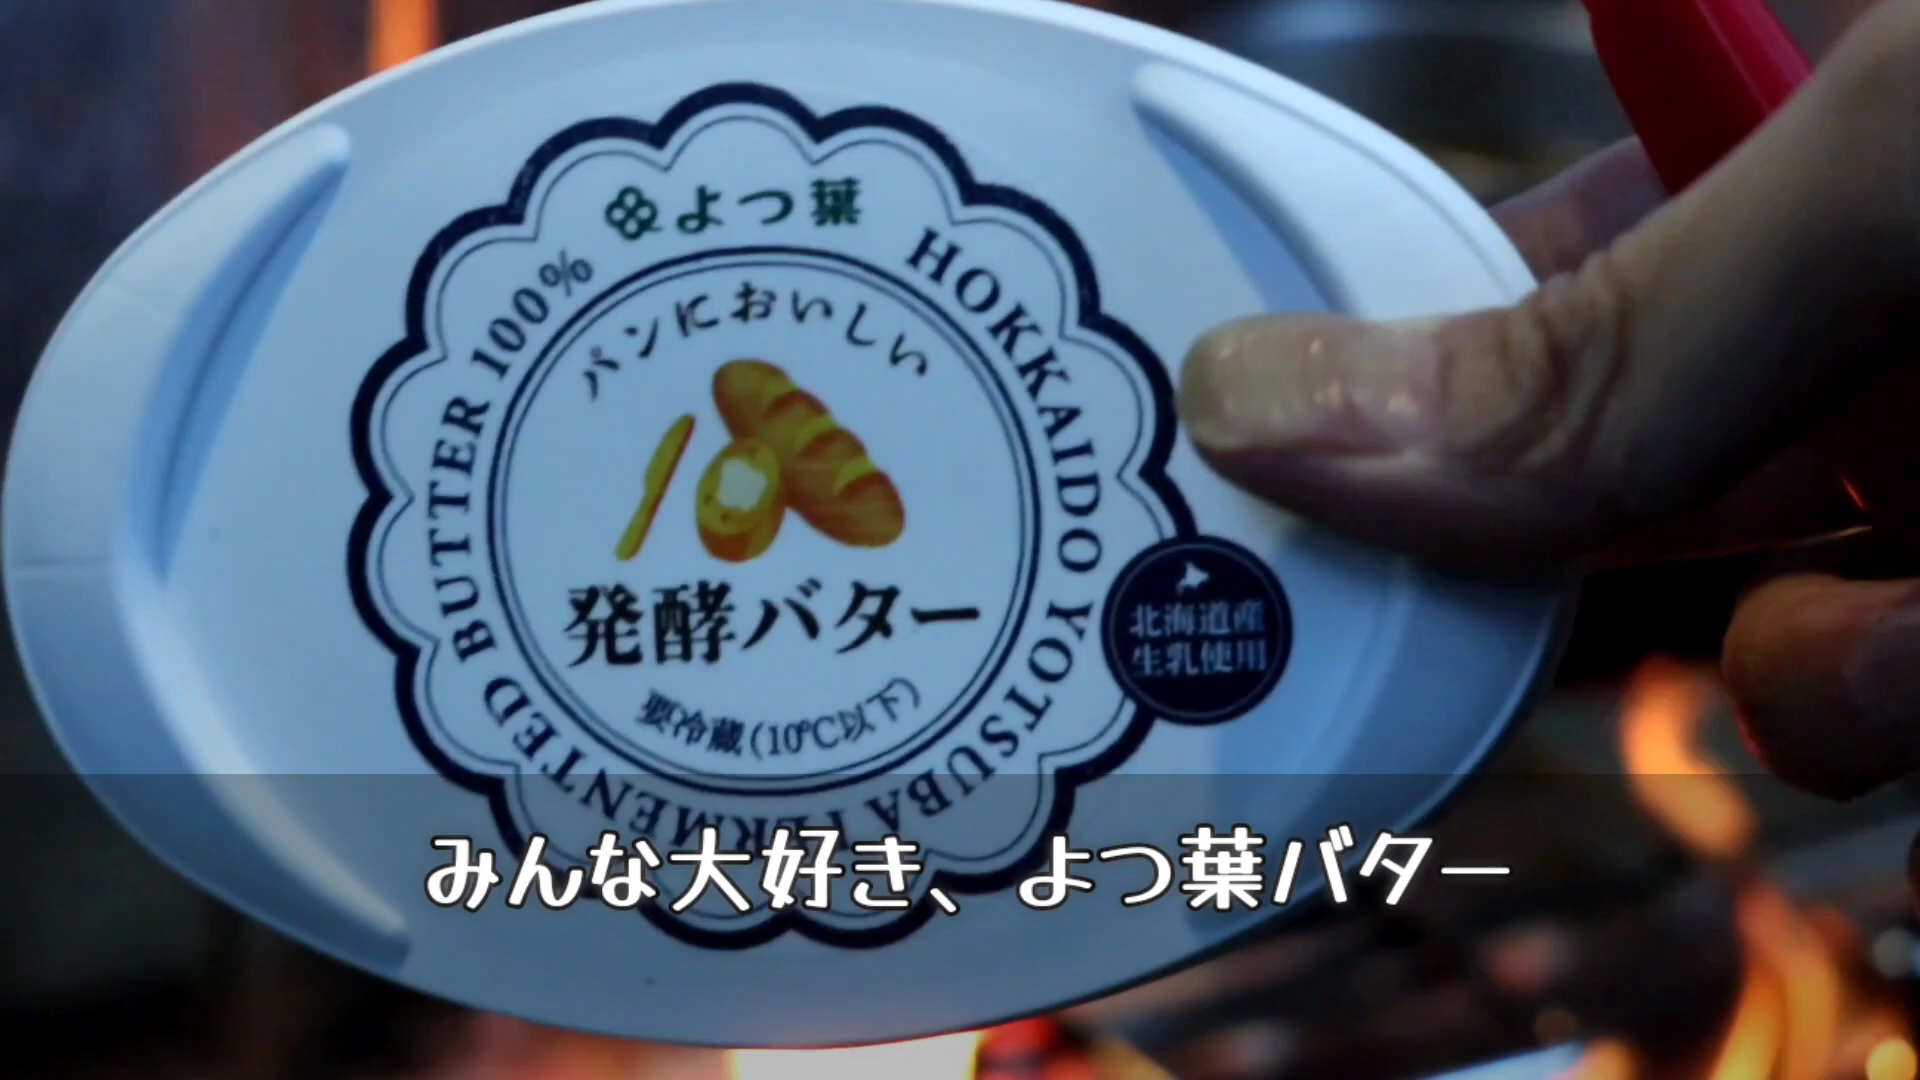 よつ葉
BUTTER 100%
HOKKAIDO YOTSUBA FERMENTED
パンにおいしい
発酵バター
要冷蔵(10℃以下)
北海道産
生乳使用
みんな大好き、よつ葉バター